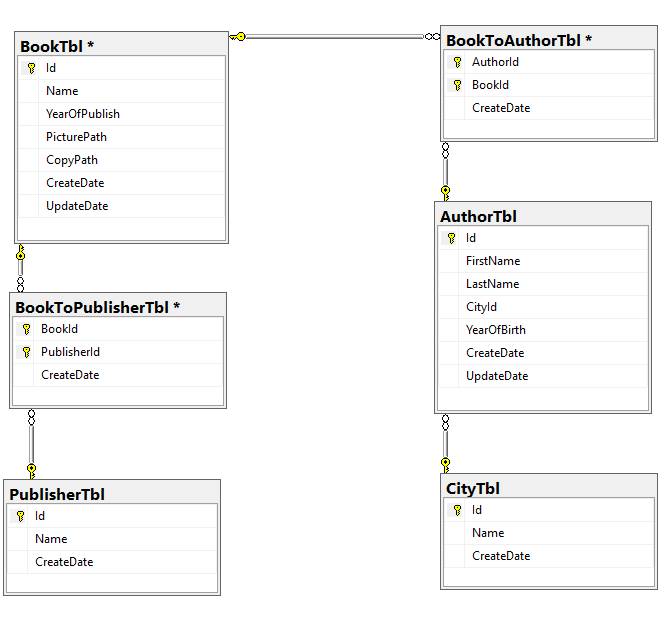 BookTbl *
Id
Name
YearOfPublish
PicturePath
CopyPath
CreateDate
UpdateDate
BookToAuthorTbl *
AuthorId
BookId
CreateDate
AuthorTbl
Id
FirstName
LastName
CityId
YearOfBirth
CreateDate
UpdateDate
BookToPublisherTbl *
BookId
PublisherId
CreateDate
PublisherTbl
Id
Name
CreateDate
CityTbl
Id
Name
CreateDate